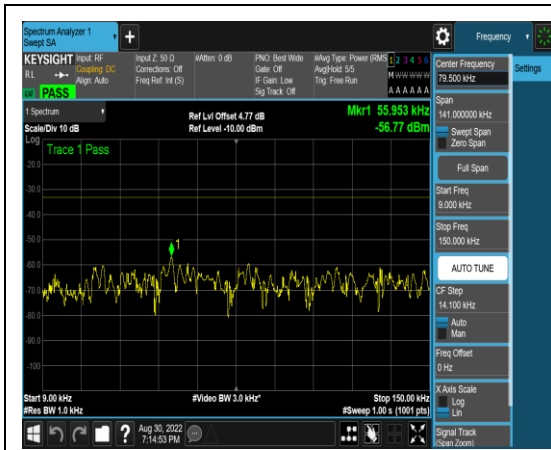 Spectrum Analyzer 1
Swept SA
+
Frequency
KEYSIGHT
RL
PASS
Input: RF
Coupling: DC
Align: Auto
Input Z: 50 Ω
Corrections: Off
Freq Ref: Int (S)
#Atten: 0 dB
PNO: Best Wide
Gate: Off
IF Gain: Low
Sig Track: Off
#Avg Type: Power (RMS
Avg|Hold: 5/5
Trig: Free Run
1 2 3 4 5 6
M W W W W W
A A A A A A
1 Spectrum
Scale/Div 10 dB
Ref Lvl Offset 4.77 dB
Ref Level -10.00 dBm
Mkr1 55.953 kHz
-56.77 dBm
Log
Trace 1 Pass
-20.0
-30.0
-40.0
-50.0
-60.0
-70.0
-80.0
-90.0
-100
1
Start 9.00 kHz
#Res BW 1.0 kHz
#Video BW 3.0 kHz*
Stop 150.00 kHz
#Sweep 1.00 s (1001 pts)
?
Aug 30, 2022
7:14:53 PM
Center Frequency
79.500 kHz
Span
141.000000 kHz
Swept Span
Zero Span
Full Span
Start Freq
9.000 kHz
Stop Freq
150.000 kHz
AUTO TUNE
CF Step
14.100 kHz
Auto
Man
Freq Offset
0 Hz
X Axis Scale
Log
Lin
Signal Track
(Span Zoom)
Settings